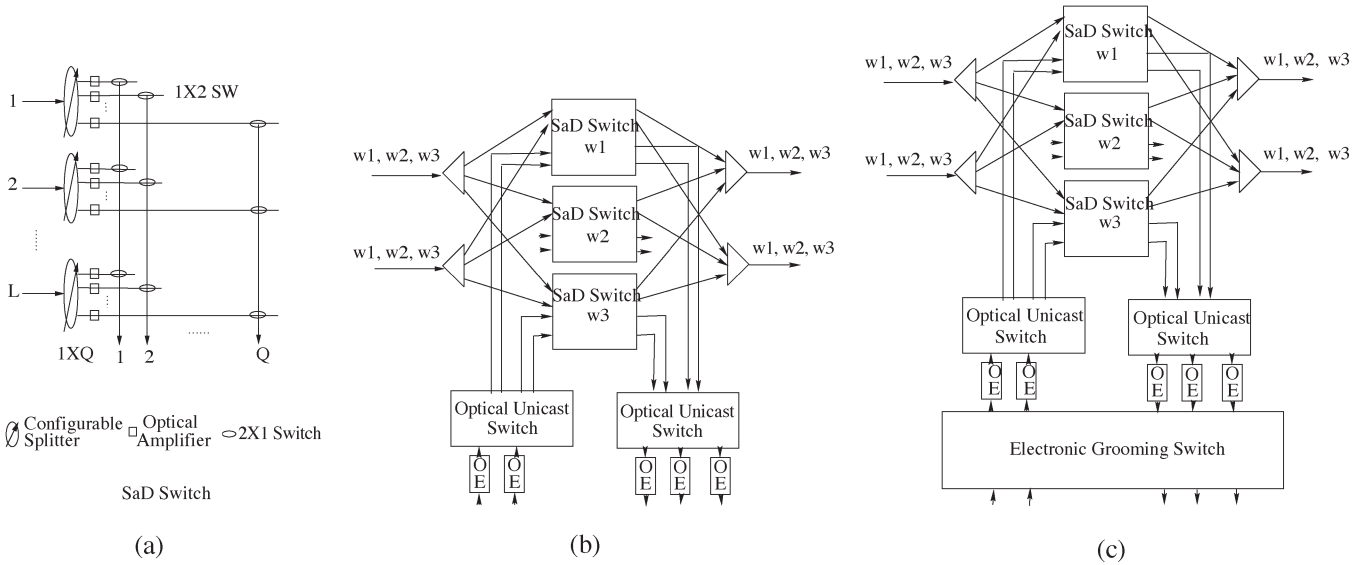 1
1X2 SW
2
L
1XQ 1 2 Q
Configurable
Splitter
Optical
Amplifier
2X1 Switch
SaD Switch
(a)
w1, w2, w3
w1, w2, w3
SaD Switch
w1
SaD Switch
w2
SaD Switch
w3
w1, w2, w3
w1, w2, w3
Optical Unicast
Switch
Optical Unicast
Switch
O
E
O
E
O
E
O
E
O
E
(b)
w1, w2, w3
w1, w2, w3
SaD Switch
w1
SaD Switch
w2
SaD Switch
w3
w1, w2, w3
w1, w2, w3
Optical Unicast
Switch
Optical Unicast
Switch
O
E
O
E
O
E
O
E
O
E
Electronic Grooming Switch
(c)